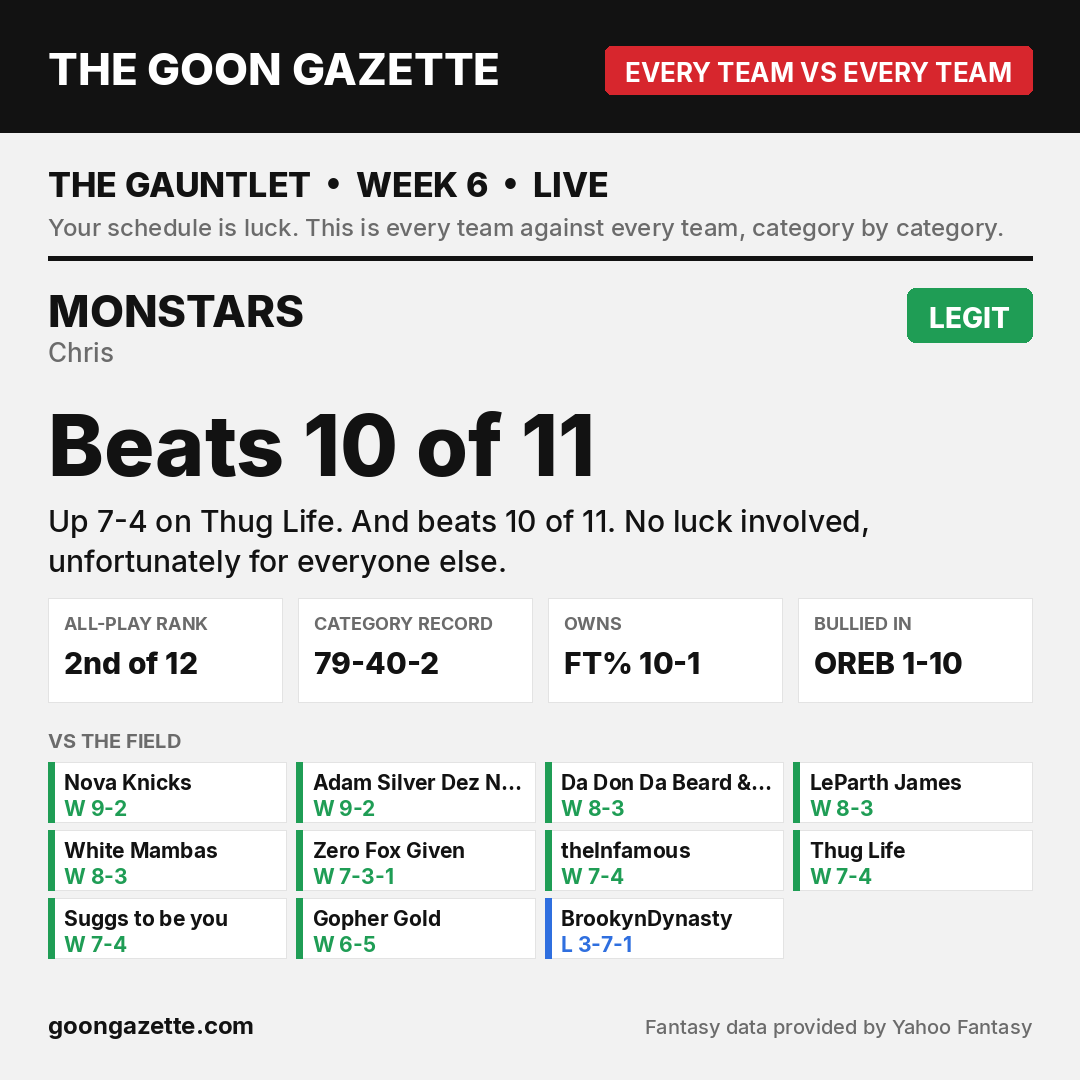 THE GOON GAZETTE
EVERY TEAM VS EVERY TEAM
THE GAUNTLET • WEEK 6 • LIVE
Your schedule is luck. This is every team against every team, category by category.
MONSTARS
LEGIT
Chris
Beats 10 of 11
Up 7-4 on Thug Life. And beats 10 of 11. No luck involved,
unfortunately for everyone else.
ALL-PLAY RANK
2nd of 12
CATEGORY RECORD
79-40-2
OWNS
FT% 10-1
BULLIED IN
OREB 1-10
VS THE FIELD
Nova Knicks
W 9-2
Adam Silver Dez N...
W 9-2
Da Don Da Beard &...
W 8-3
LeParth James
W 8-3
White Mambas
W 8-3
Zero Fox Given
W 7-3-1
theInfamous
W 7-4
Thug Life
W 7-4
Suggs to be you
W 7-4
Gopher Gold
W 6-5
BrookynDynasty
L 3-7-1
goongazette.com
Fantasy data provided by Yahoo Fantasy